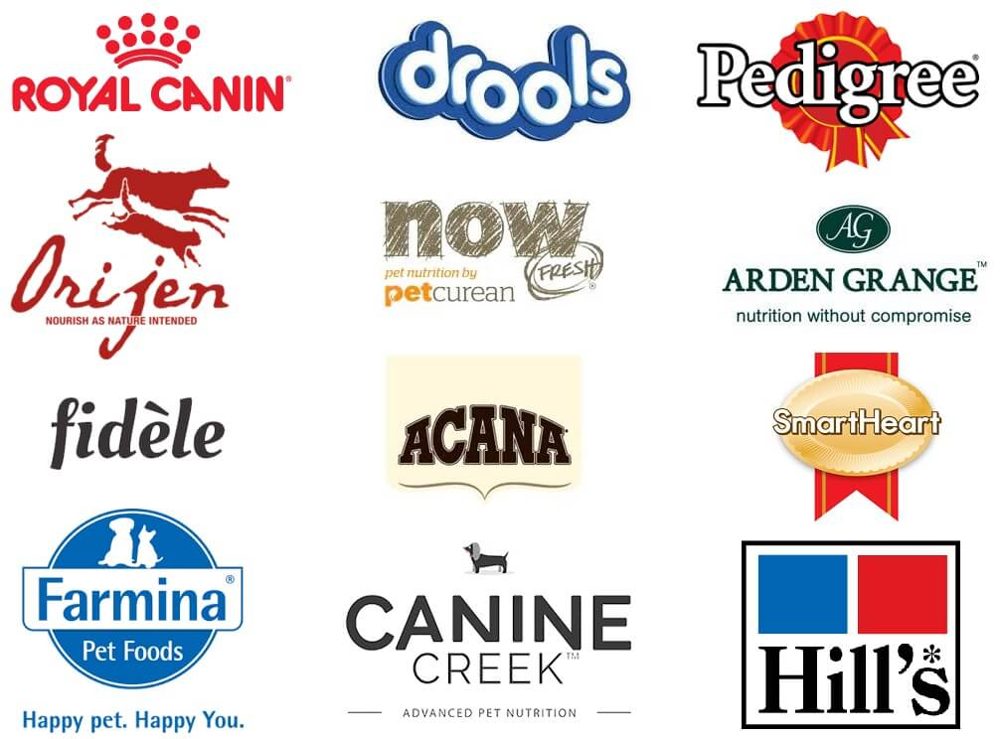 ROYAL CANIN®
drools
Pedigree®
Orijen
NOURISH AS NATURE INTENDED
now
FRESH®
pet nutrition by
petcurean
AG
ARDEN GRANGE™
nutrition without compromise
fidèle
ACANA®
SmartHeart
Farmina®
Pet Foods
Happy pet. Happy You.
CANINE
CREEK™
ADVANCED PET NUTRITION
Hill's*